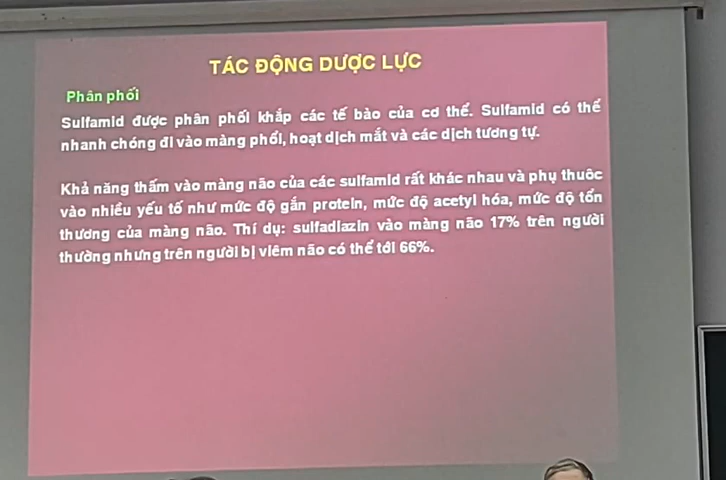 TÁC ĐỘNG DƯỢC LỰC
Phân phối
Sulfamid được phân phối khắp các tế bào của cơ thể. Sulfamid có thể
nhanh chóng đi vào màng phổi, hoạt dịch mắt và các dịch tương tự.
Khả năng thấm vào màng não của các sulfamid rất khác nhau và phụ thuôc
vào nhiều yếu tố như mức độ gắn protein, mức độ acetyl hóa, mức độ tổn
thương của màng não. Thí dụ: sulfadiazin vào màng não 17% trên người
thường nhưng trên người bị viêm não có thể tới 66%.